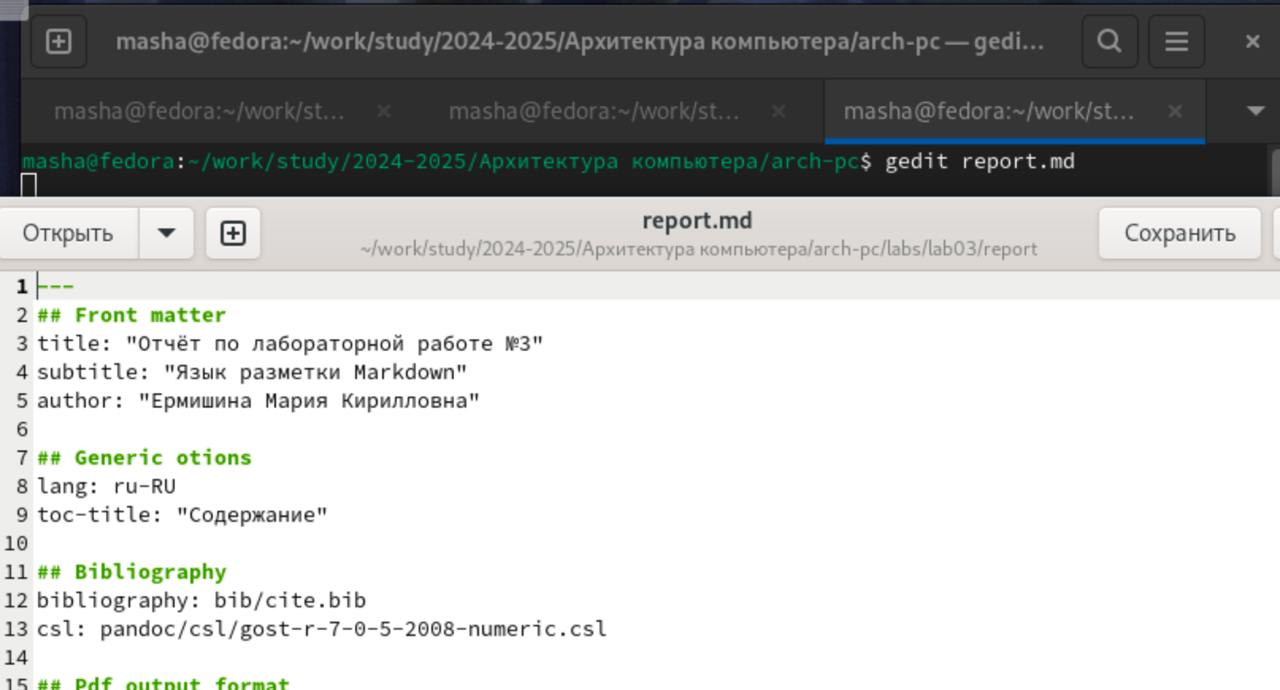 masha@fedora:~/work/study/2024-2025/Архитектура компьютера/arch-pc — gedi...
masha@fedora:~/work/st... masha@fedora:~/work/st... masha@fedora:~/work/st...
masha@fedora:~/work/study/2024-2025/Архитектура компьютера/arch-pc$ gedit report.md
Открыть
report.md
~/work/study/2024-2025/Архитектура компьютера/arch-pc/labs/lab03/report
Сохранить
1 ---
2 ## Front matter
3 title: "Отчёт по лабораторной работе №3"
4 subtitle: "Язык разметки Markdown"
5 author: "Ермишина Мария Кирилловна"
6
7 ## Generic otions
8 lang: ru-RU
9 toc-title: "Содержание"
10
11 ## Bibliography
12 bibliography: bib/cite.bib
13 csl: pandoc/csl/gost-r-7-0-5-2008-numeric.csl
14
15 ## Pdf output format